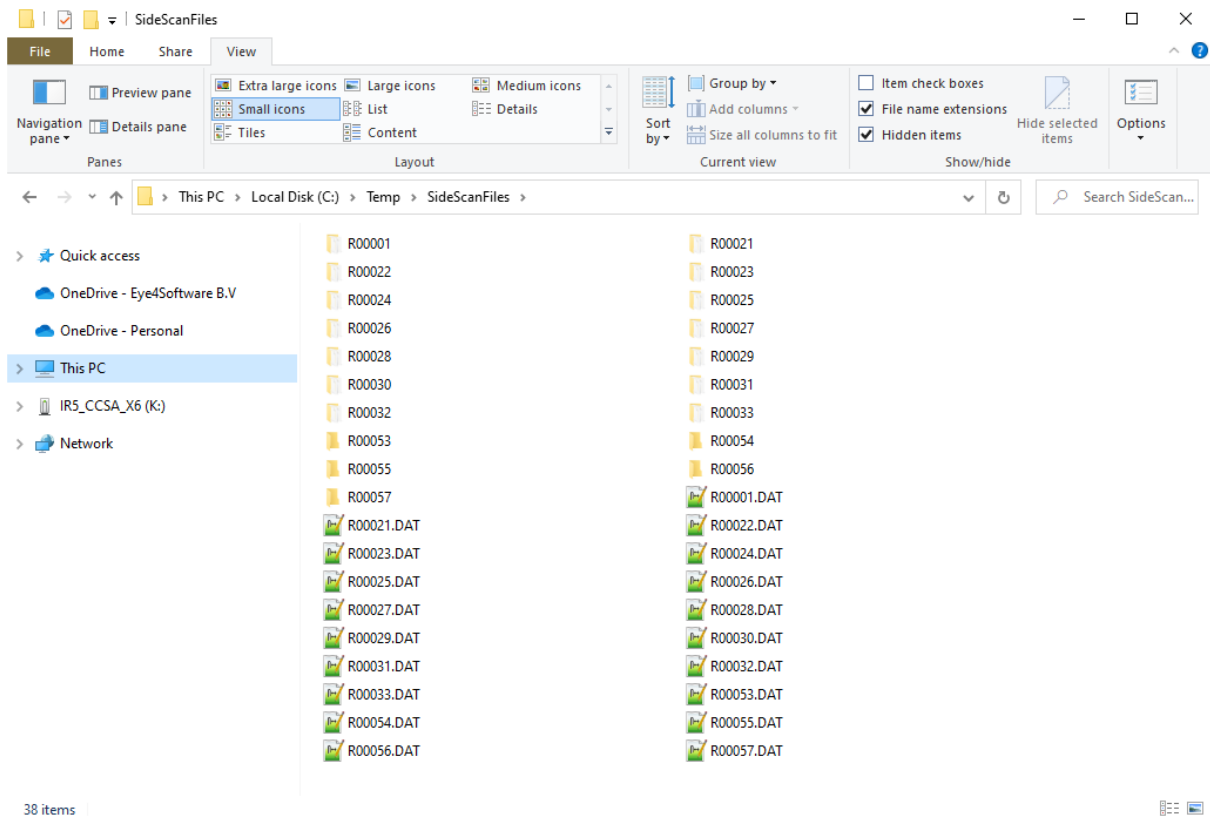 SideScanFiles
File Home Share View
Navigation pane
Preview pane
Details pane
Panes
Extra large icons Large icons Medium icons
Small icons List Details
Tiles Content
Layout
Sort by
Group by
Add columns
Size all columns to fit
Current view
Item check boxes
File name extensions
Hidden items
Hide selected items
Show/hide
Options
This PC Local Disk (C:) Temp SideScanFiles
Search SideScan...
Quick access
OneDrive - Eye4Software B.V
OneDrive - Personal
This PC
IR5_CCSA_X6 (K:)
Network
R00001 R00021
R00022 R00023
R00024 R00025
R00026 R00027
R00028 R00029
R00030 R00031
R00032 R00033
R00053 R00054
R00055 R00056
R00057 R00001.DAT
R00021.DAT R00022.DAT
R00023.DAT R00024.DAT
R00025.DAT R00026.DAT
R00027.DAT R00028.DAT
R00029.DAT R00030.DAT
R00031.DAT R00032.DAT
R00033.DAT R00053.DAT
R00054.DAT R00055.DAT
R00056.DAT R00057.DAT
38 items